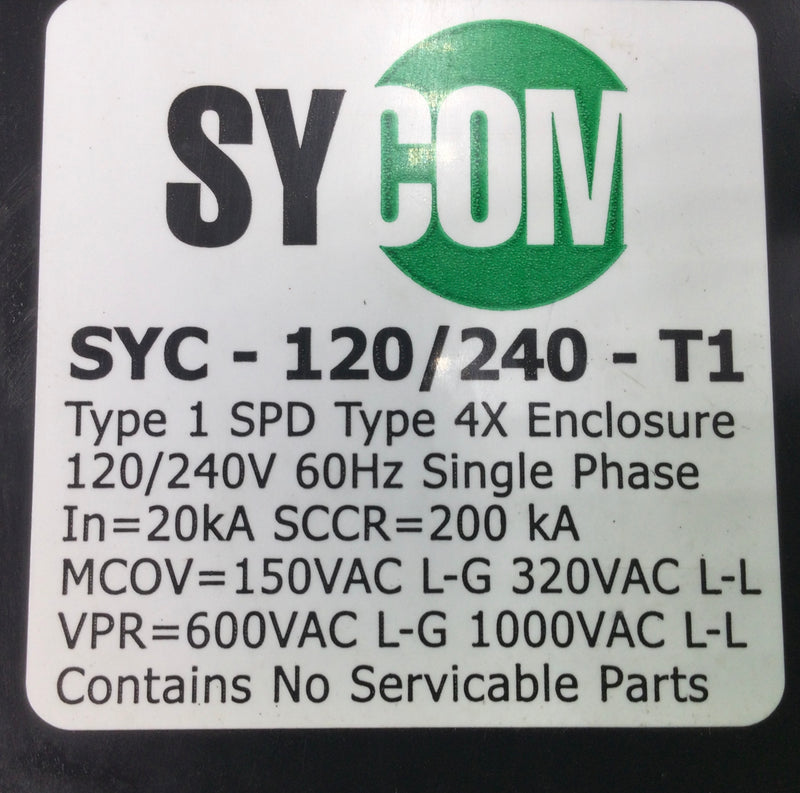 SYCOM
SYC - 120/240 - T1
Type 1 SPD Type 4X Enclosure
120/240V 60Hz Single Phase
In=20kA SCCR=200 kA
MCOV=150VAC L-G 320VAC L-L
VPR=600VAC L-G 1000VAC L-L
Contains No Servicable Parts